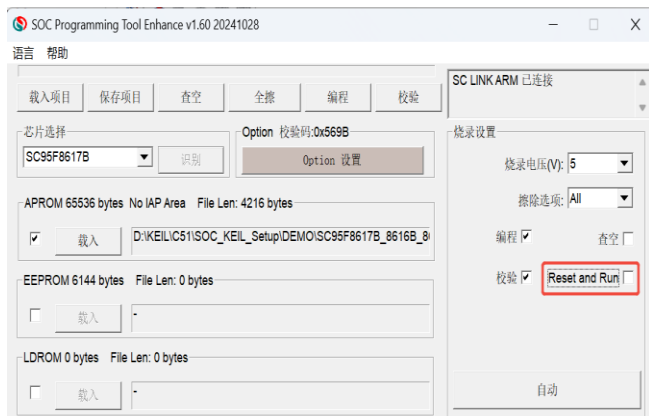 SOC Programming Tool Enhance v1.60 20241028
语言 帮助
载入项目 保存项目 查空 全擦 编程 校验
SC LINK ARM 已连接
芯片选择
SC95F8617B 识别
Option 校验码:0x569B
Option 设置
烧录设置
烧录电压(V): 5
擦除选项: All
编程 查空
校验 Reset and Run
自动
APROM 65536 bytes No IAP Area File Len: 4216 bytes
载入 D:\KEIL\C51\SOC_KEIL_Setup\DEMO\SC95F8617B_8616B_8
EEPROM 6144 bytes File Len: 0 bytes
载入 -
LDROM 0 bytes File Len: 0 bytes
载入 -